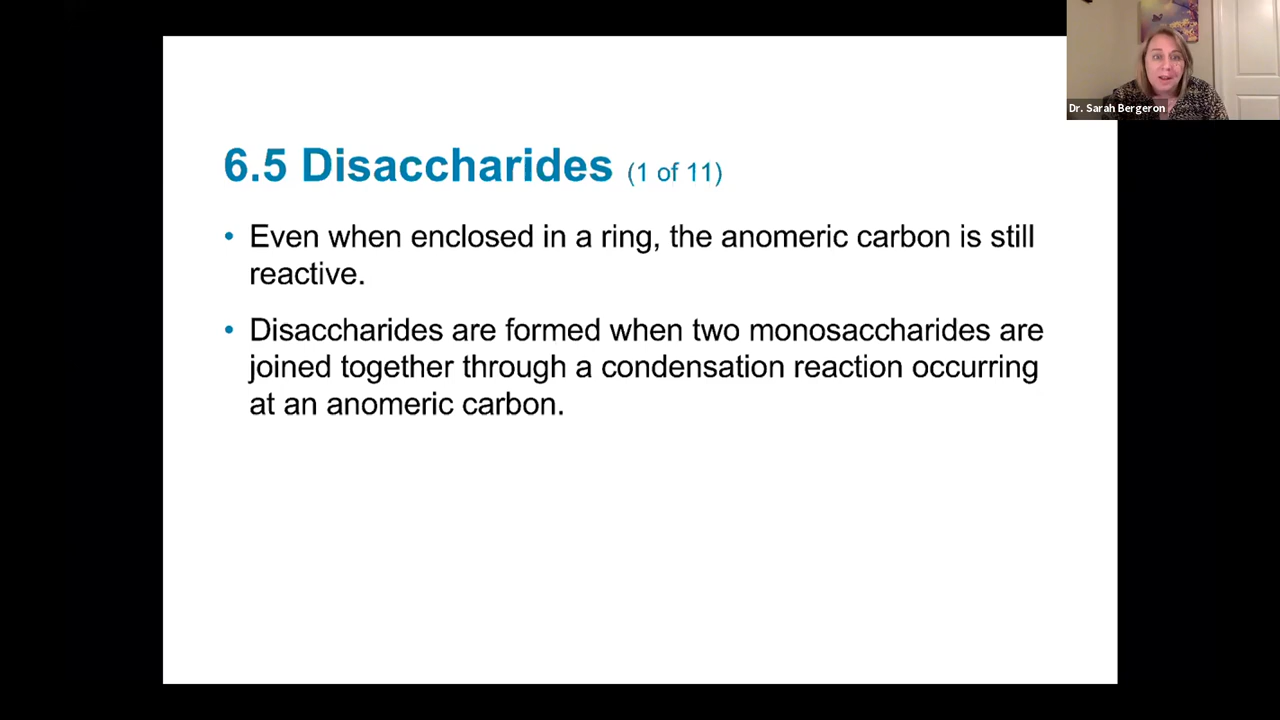 Dr. Sarah Bergeron
6.5 Disaccharides (1 of 11)
• Even when enclosed in a ring, the anomeric carbon is still
reactive.
• Disaccharides are formed when two monosaccharides are
joined together through a condensation reaction occurring
at an anomeric carbon.